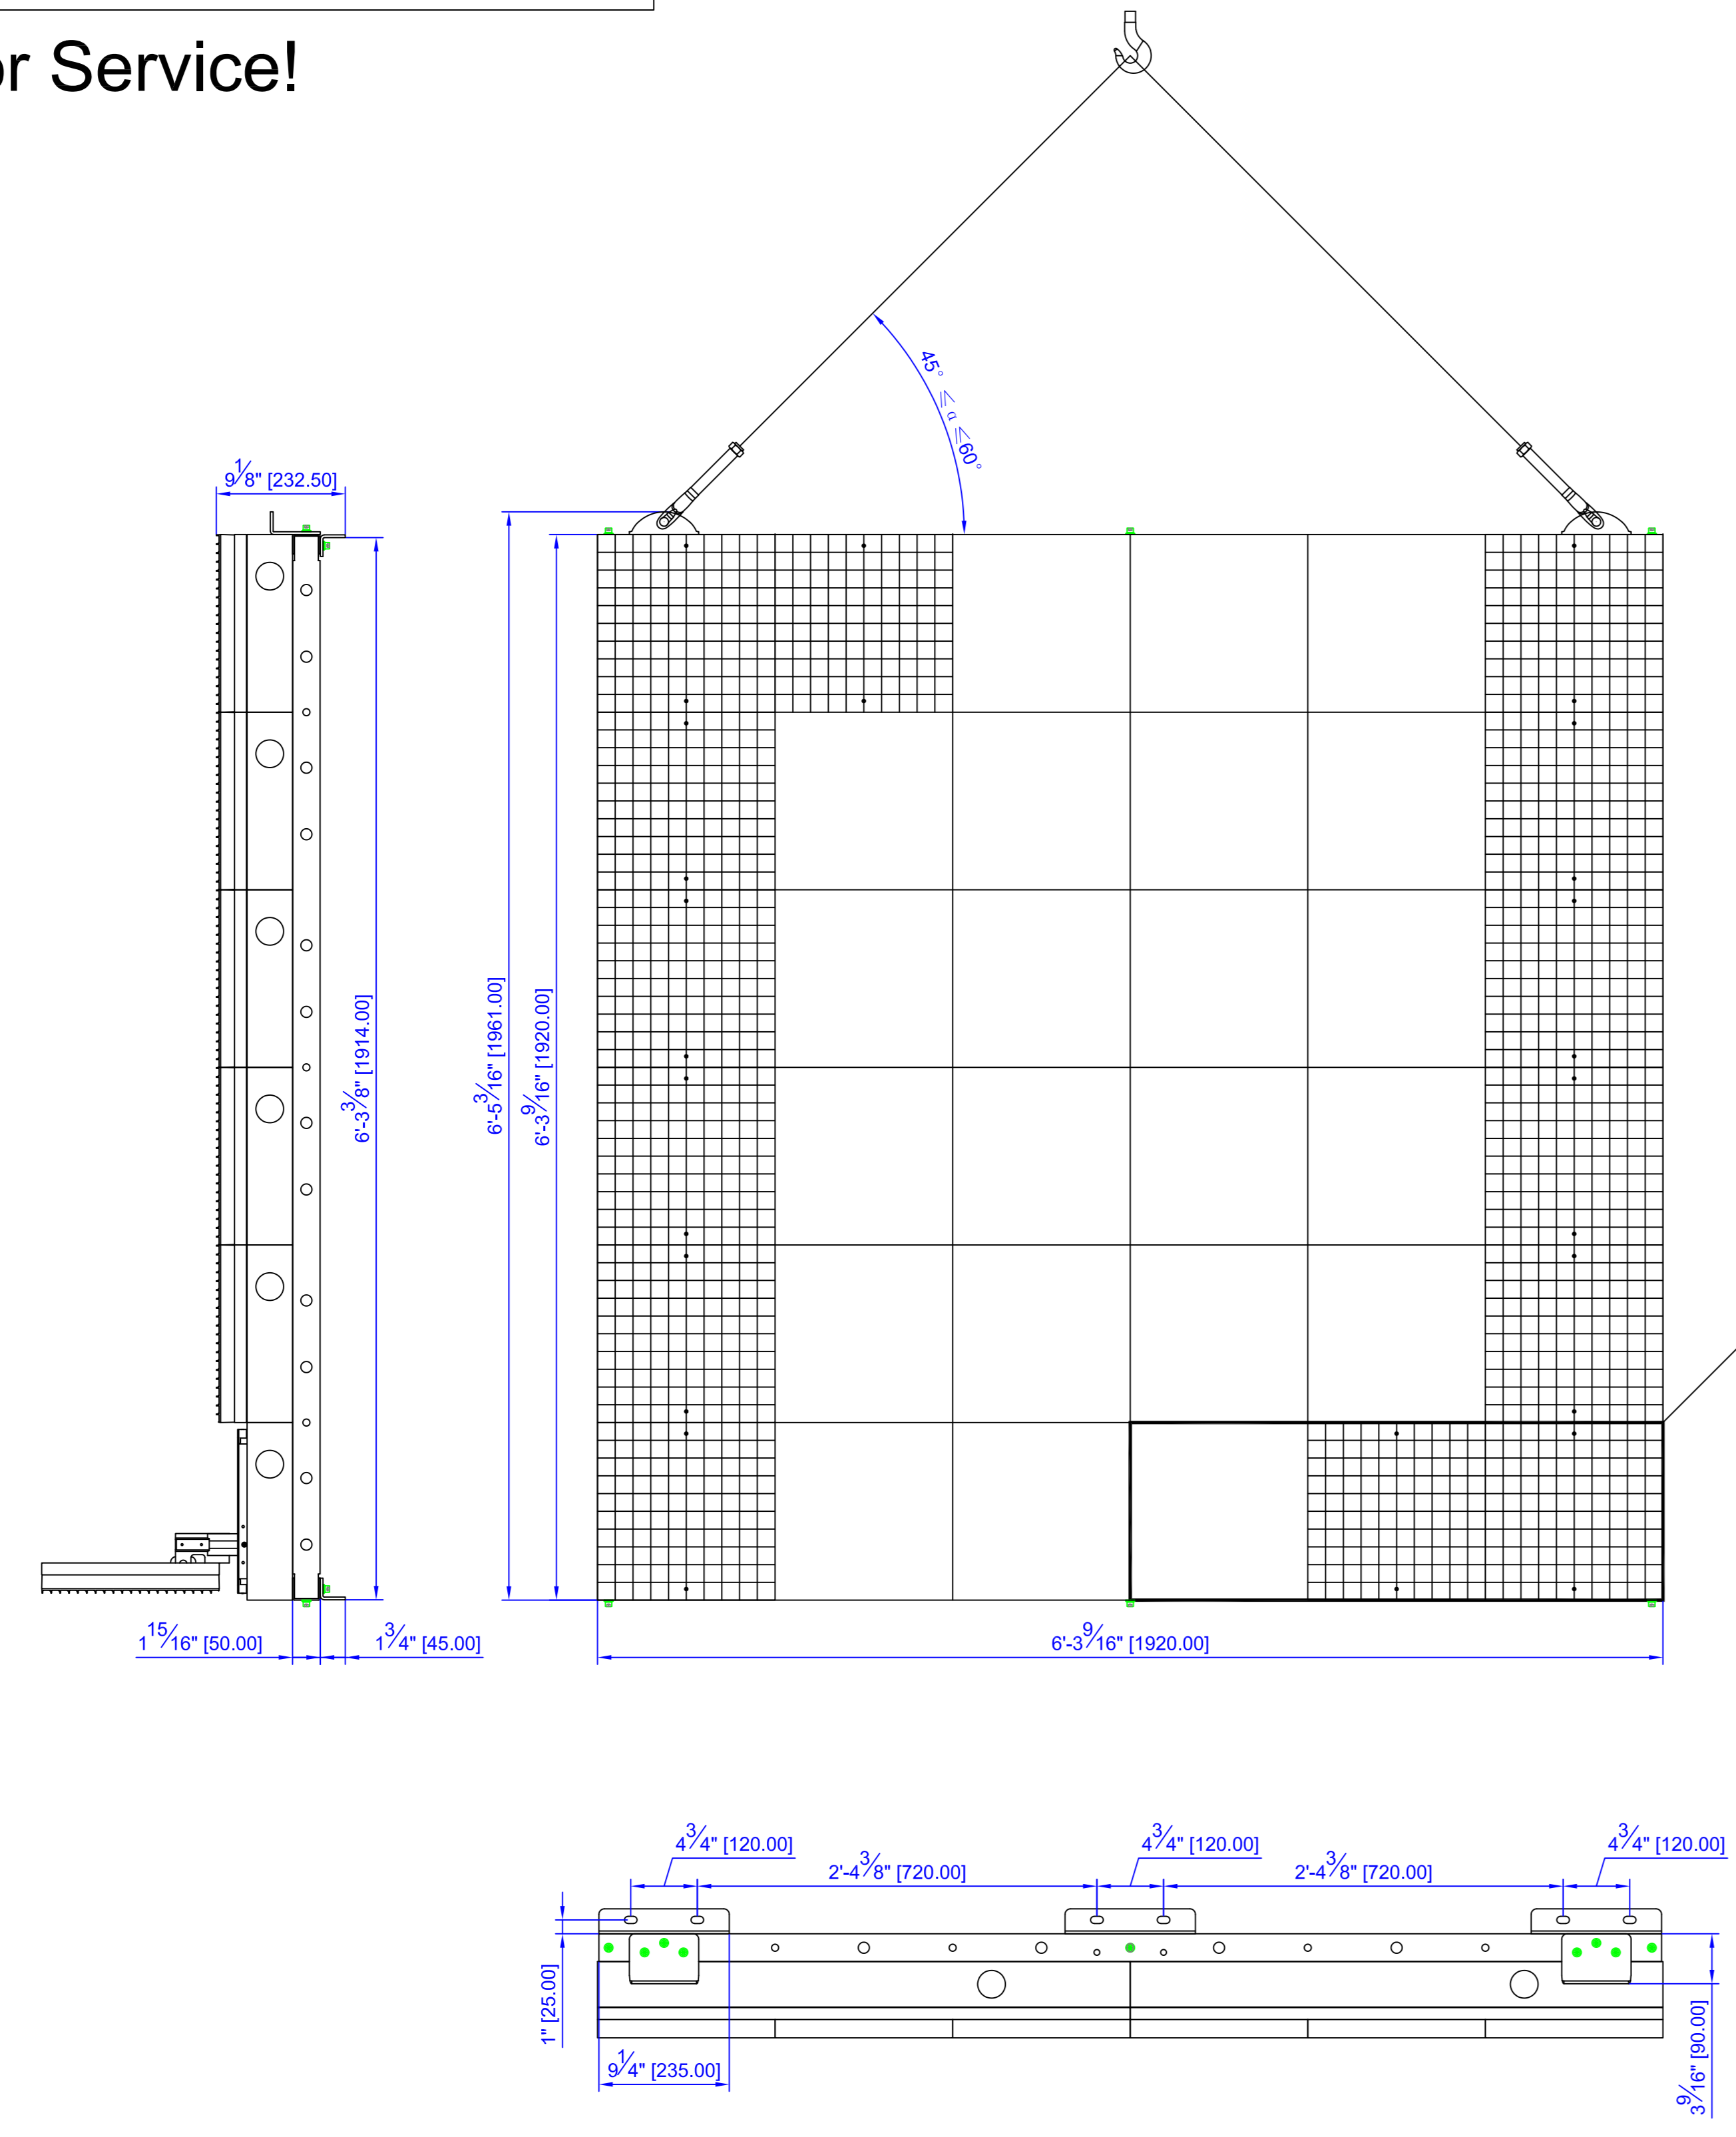 or Service!
45° ≤ α ≤60°
9 1/8" [232.50]
6'-3 3/8" [1914.00]
6'-5 3/16" [1961.00]
6'-3 9/16" [1920.00]
1 15/16" [50.00]
1 3/4" [45.00]
6'-3 9/16" [1920.00]
4 3/4" [120.00]
2'-4 3/8" [720.00]
4 3/4" [120.00]
2'-4 3/8" [720.00]
4 3/4" [120.00]
1" [25.00]
9 1/4" [235.00]
3 9/16" [90.00]